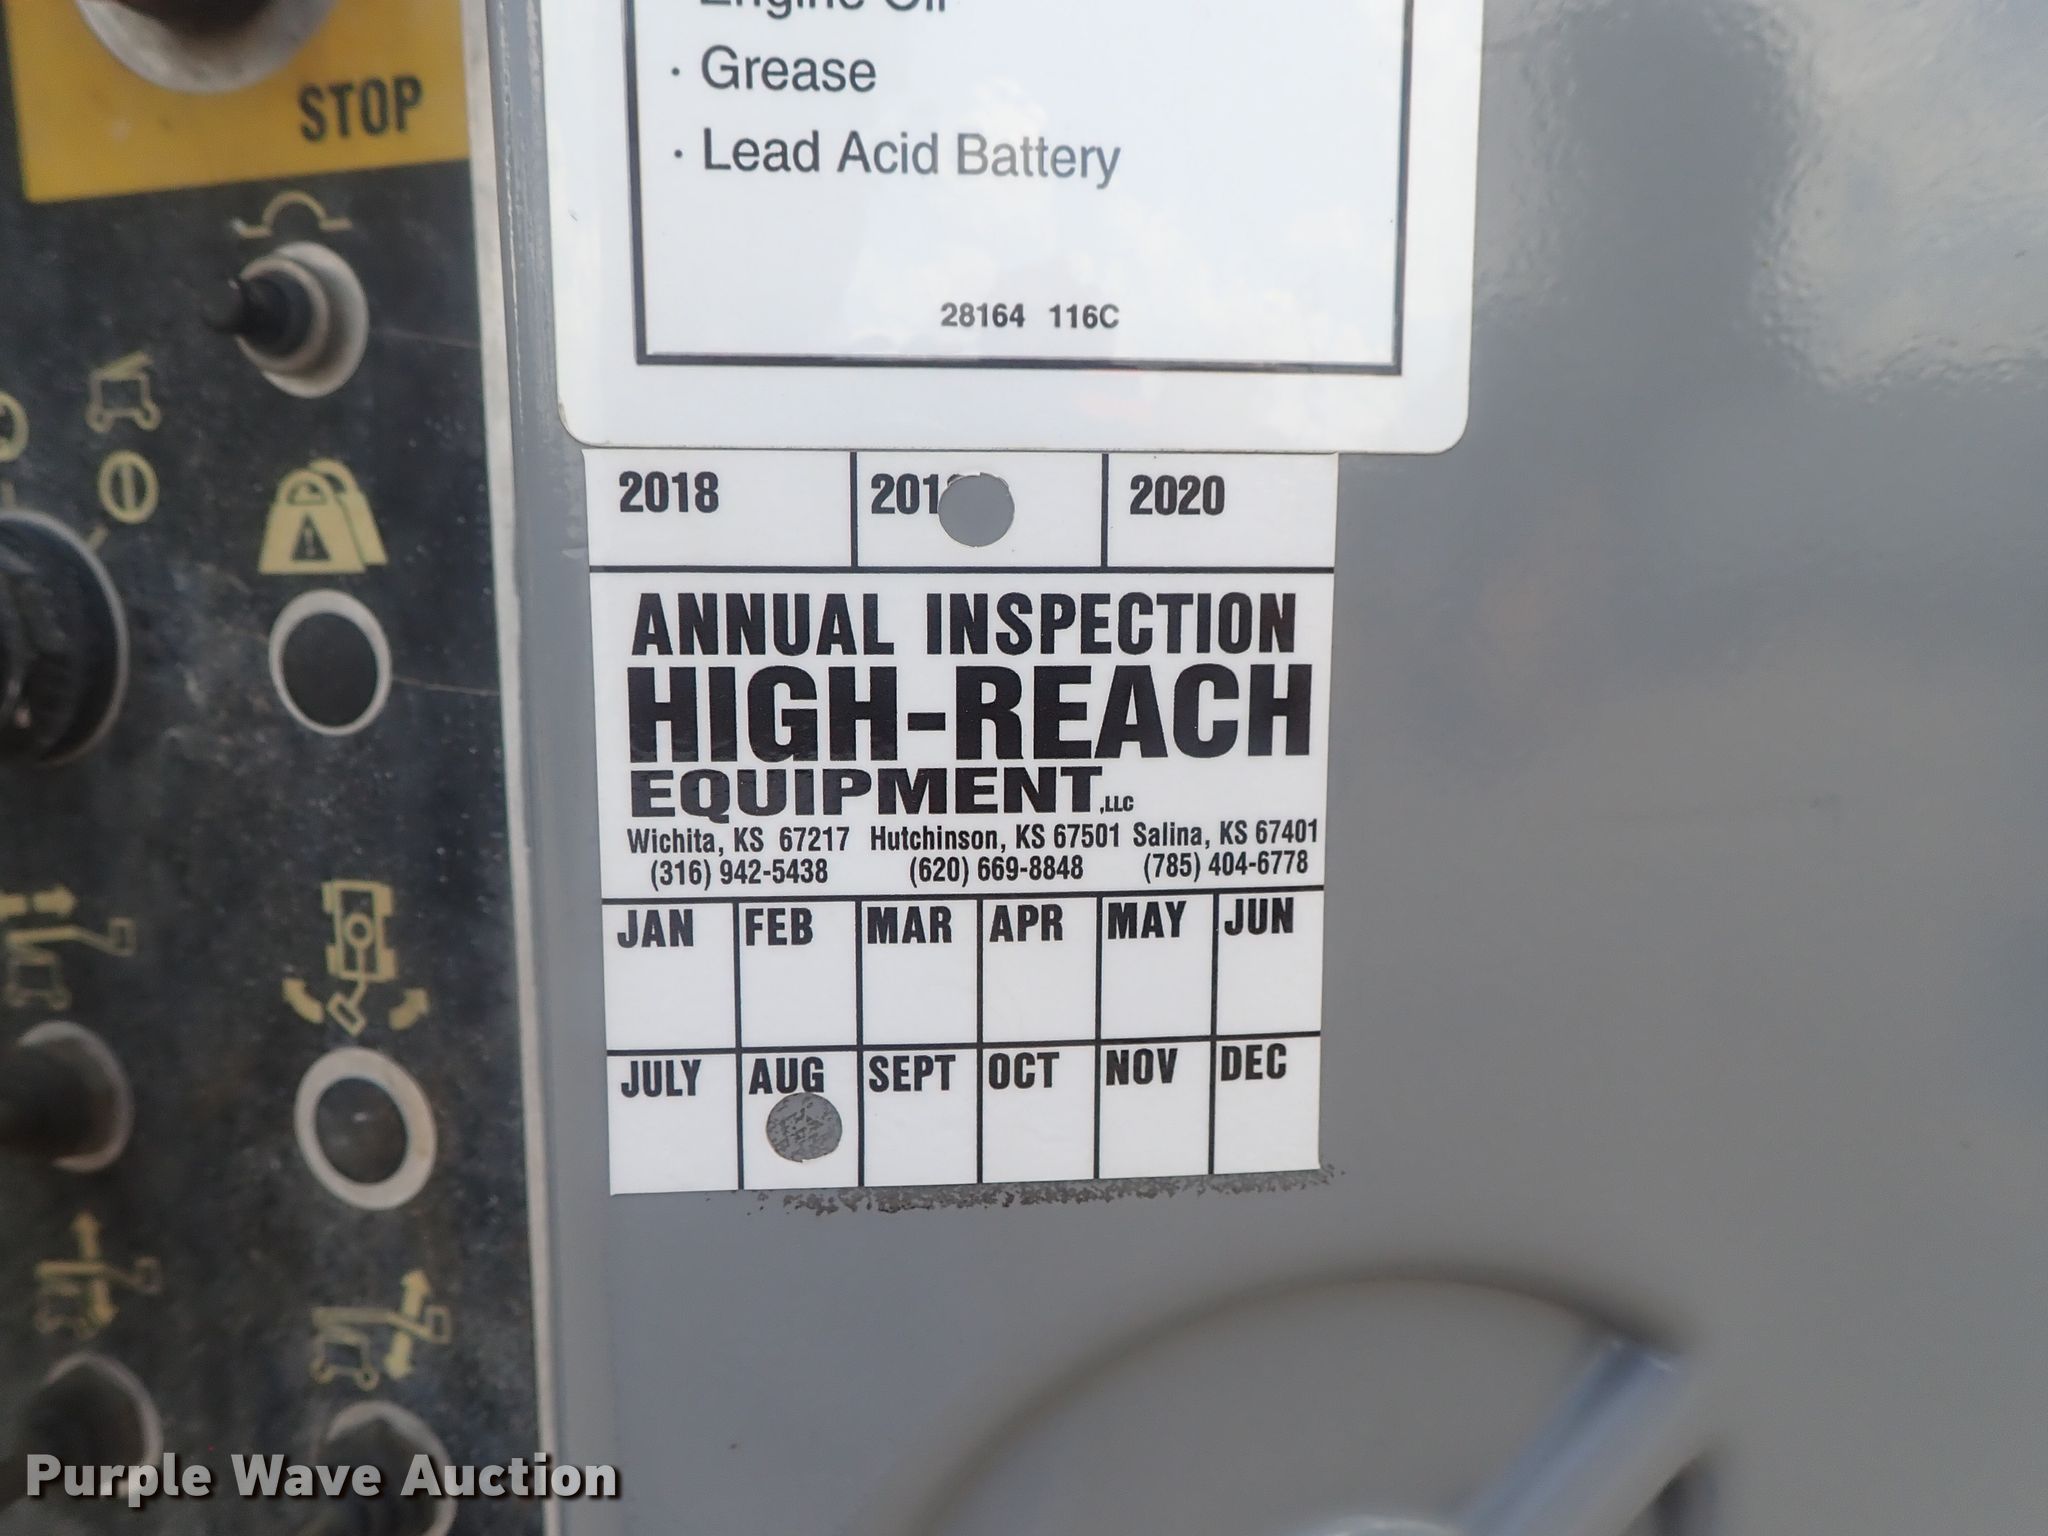 STOP
Engine Oil
· Grease
· Lead Acid Battery
28164 116C
2018 2020
ANNUAL INSPECTION
HIGH-REACH
EQUIPMENT,LLC
Wichita, KS 67217 Hutchinson, KS 67501 Salina, KS 67401
(316) 942-5438 (620) 669-8848 (785) 404-6778
JAN FEB MAR APR MAY JUN
JULY AUG SEPT OCT NOV DEC
Purple Wave Auction